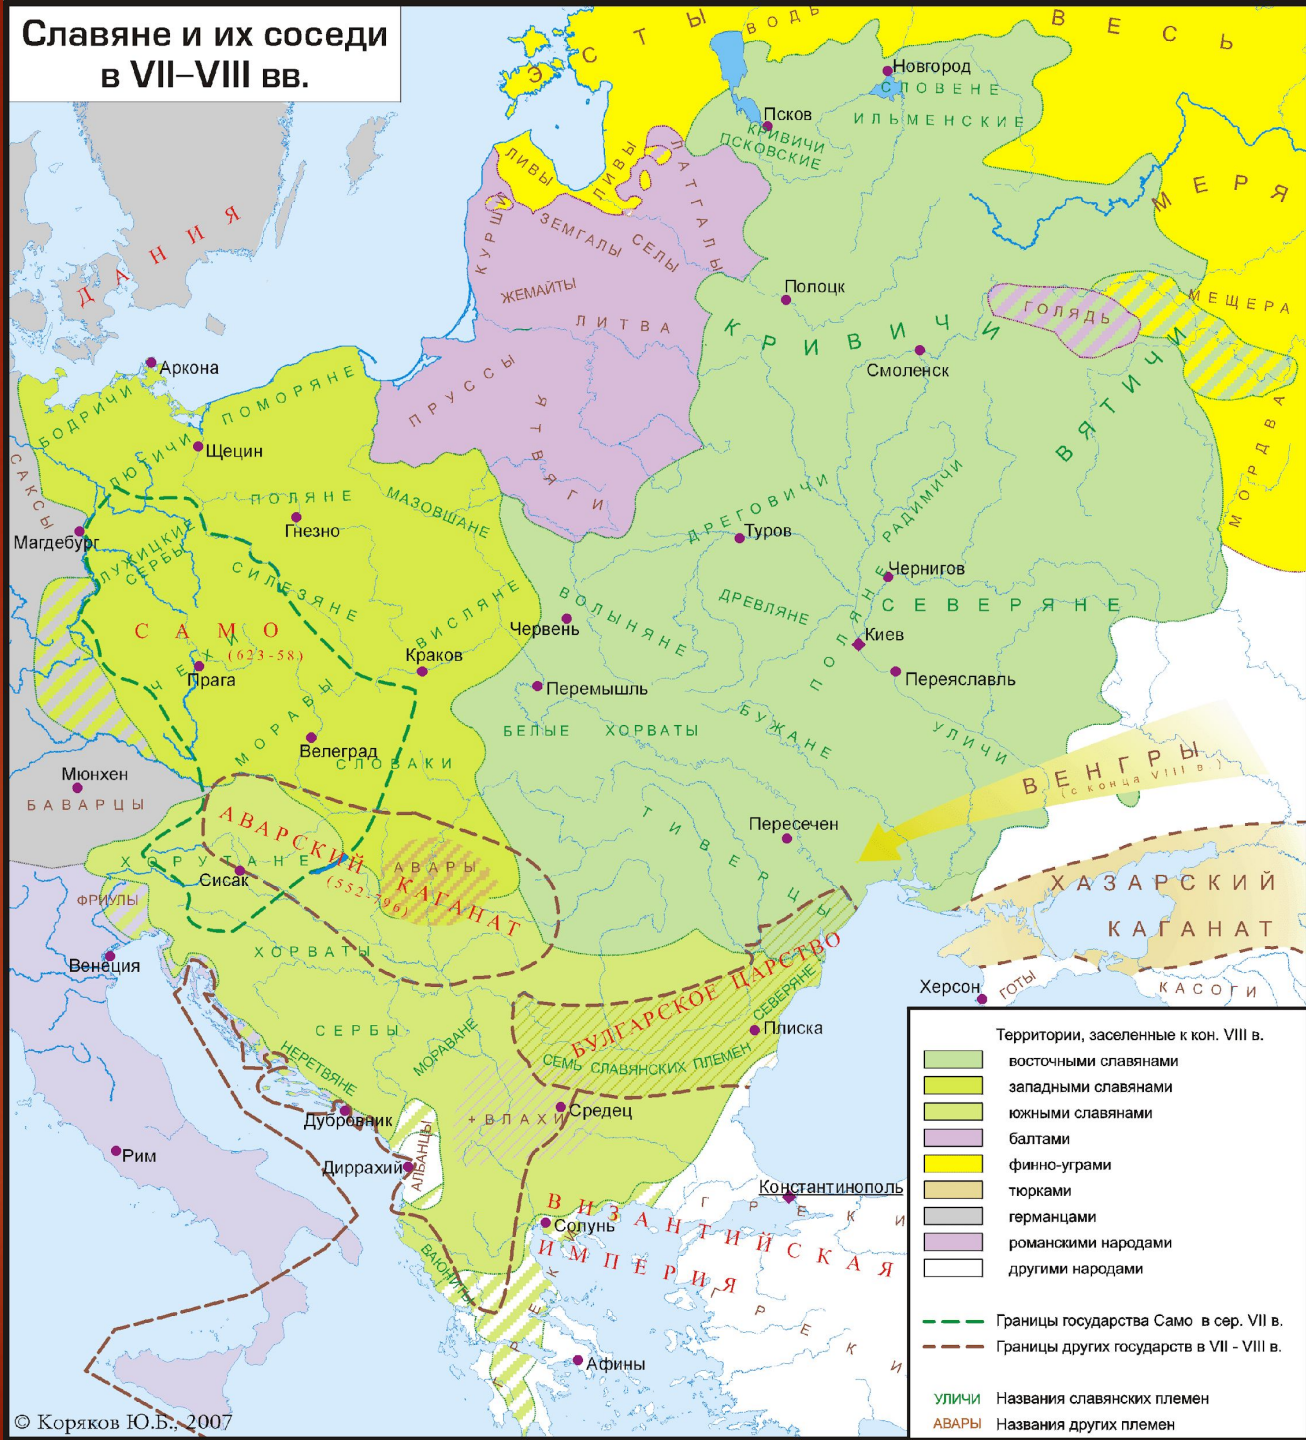 Славяне и их соседи
в VII–VIII вв.
ЭСТЫ
ВОДЬ
ВЕСЬ
Новгород
СЛОВЕНЕ
ИЛЬМЕНСКИЕ
Псков
КРИВИЧИ
ПСКОВСКИЕ
ЛИВЫ
ЛИВЫ
ЛАТГАЛЫ
МЕРЯ
ДАНИЯ
КУРШИ
ЗЕМГАЛЫ
СЕЛЫ
ЖЕМАЙТЫ
ЛИТВА
Полоцк
КРИВИЧИ
ГОЛЯДЬ
МЕЩЕРА
Смоленск
ВЯТИЧИ
Аркона
ПРУССЫ
ЯТВЯГИ
МОРДВА
БОДРИЧИ
ПОМОРЯНЕ
ЛЮТИЧИ
Щецин
САКСЫ
ПОЛЯНЕ
МАЗОВШАНЕ
Гнезно
Магдебург
ДРЕГОВИЧИ
РАДИМИЧИ
Туров
ЛУЖИЦКИЕ
СЕРБЫ
СИЛЕЗЯНЕ
Чернигов
ВИСЛЯНЕ
ВОЛЫНЯНЕ
ДРЕВЛЯНЕ
СЕВЕРЯНЕ
САМО
(623-58.)
Червень
ПОЛЯНЕ
Киев
ЧЕХИ
Прага
Краков
Перемышль
Переяславль
МОРАВЫ
БЕЛЫЕ ХОРВАТЫ
БУЖАНЕ
УЛИЧИ
Велеград
СЛОВАКИ
ВЕНГРЫ
(с конца VIII в.)
Мюнхен
БАВАРЦЫ
АВАРСКИЙ КАГАНАТ
(552-796)
АВАРЫ
ТИВЕРЦЫ
Пересечен
ХОРУТАНЕ
Сисак
ХАЗАРСКИЙ
КАГАНАТ
ФРИУЛЫ
Венеция
ХОРВАТЫ
БУЛГАРСКОЕ ЦАРСТВО
Херсон
ГОТЫ
КАСОГИ
СЕРБЫ
МОРАВАНЕ
СЕВЕРЯНЕ
Плиска
НЕРЕТВЯНЕ
СЕМЬ СЛАВЯНСКИХ ПЛЕМЕН
Дубровник
+ВЛАХИ
Средец
Рим
Диррахий
АЛБАНЦЫ
Константинополь
ВИЗАНТИЙСКАЯ
ИМПЕРИЯ
ГРЕКИ
Солунь
ВАЮНИТЫ
ГРЕКИ
ГРЕКИ
Афины
Территории, заселенные к кон. VIII в.
восточными славянами
западными славянами
южными славянами
балтами
финно-уграми
тюрками
германцами
романскими народами
другими народами
Границы государства Само в сер. VII в.
Границы других государств в VII - VIII в.
УЛИЧИ Названия славянских племен
АВАРЫ Названия других племен
© Коряков Ю.Б., 2007